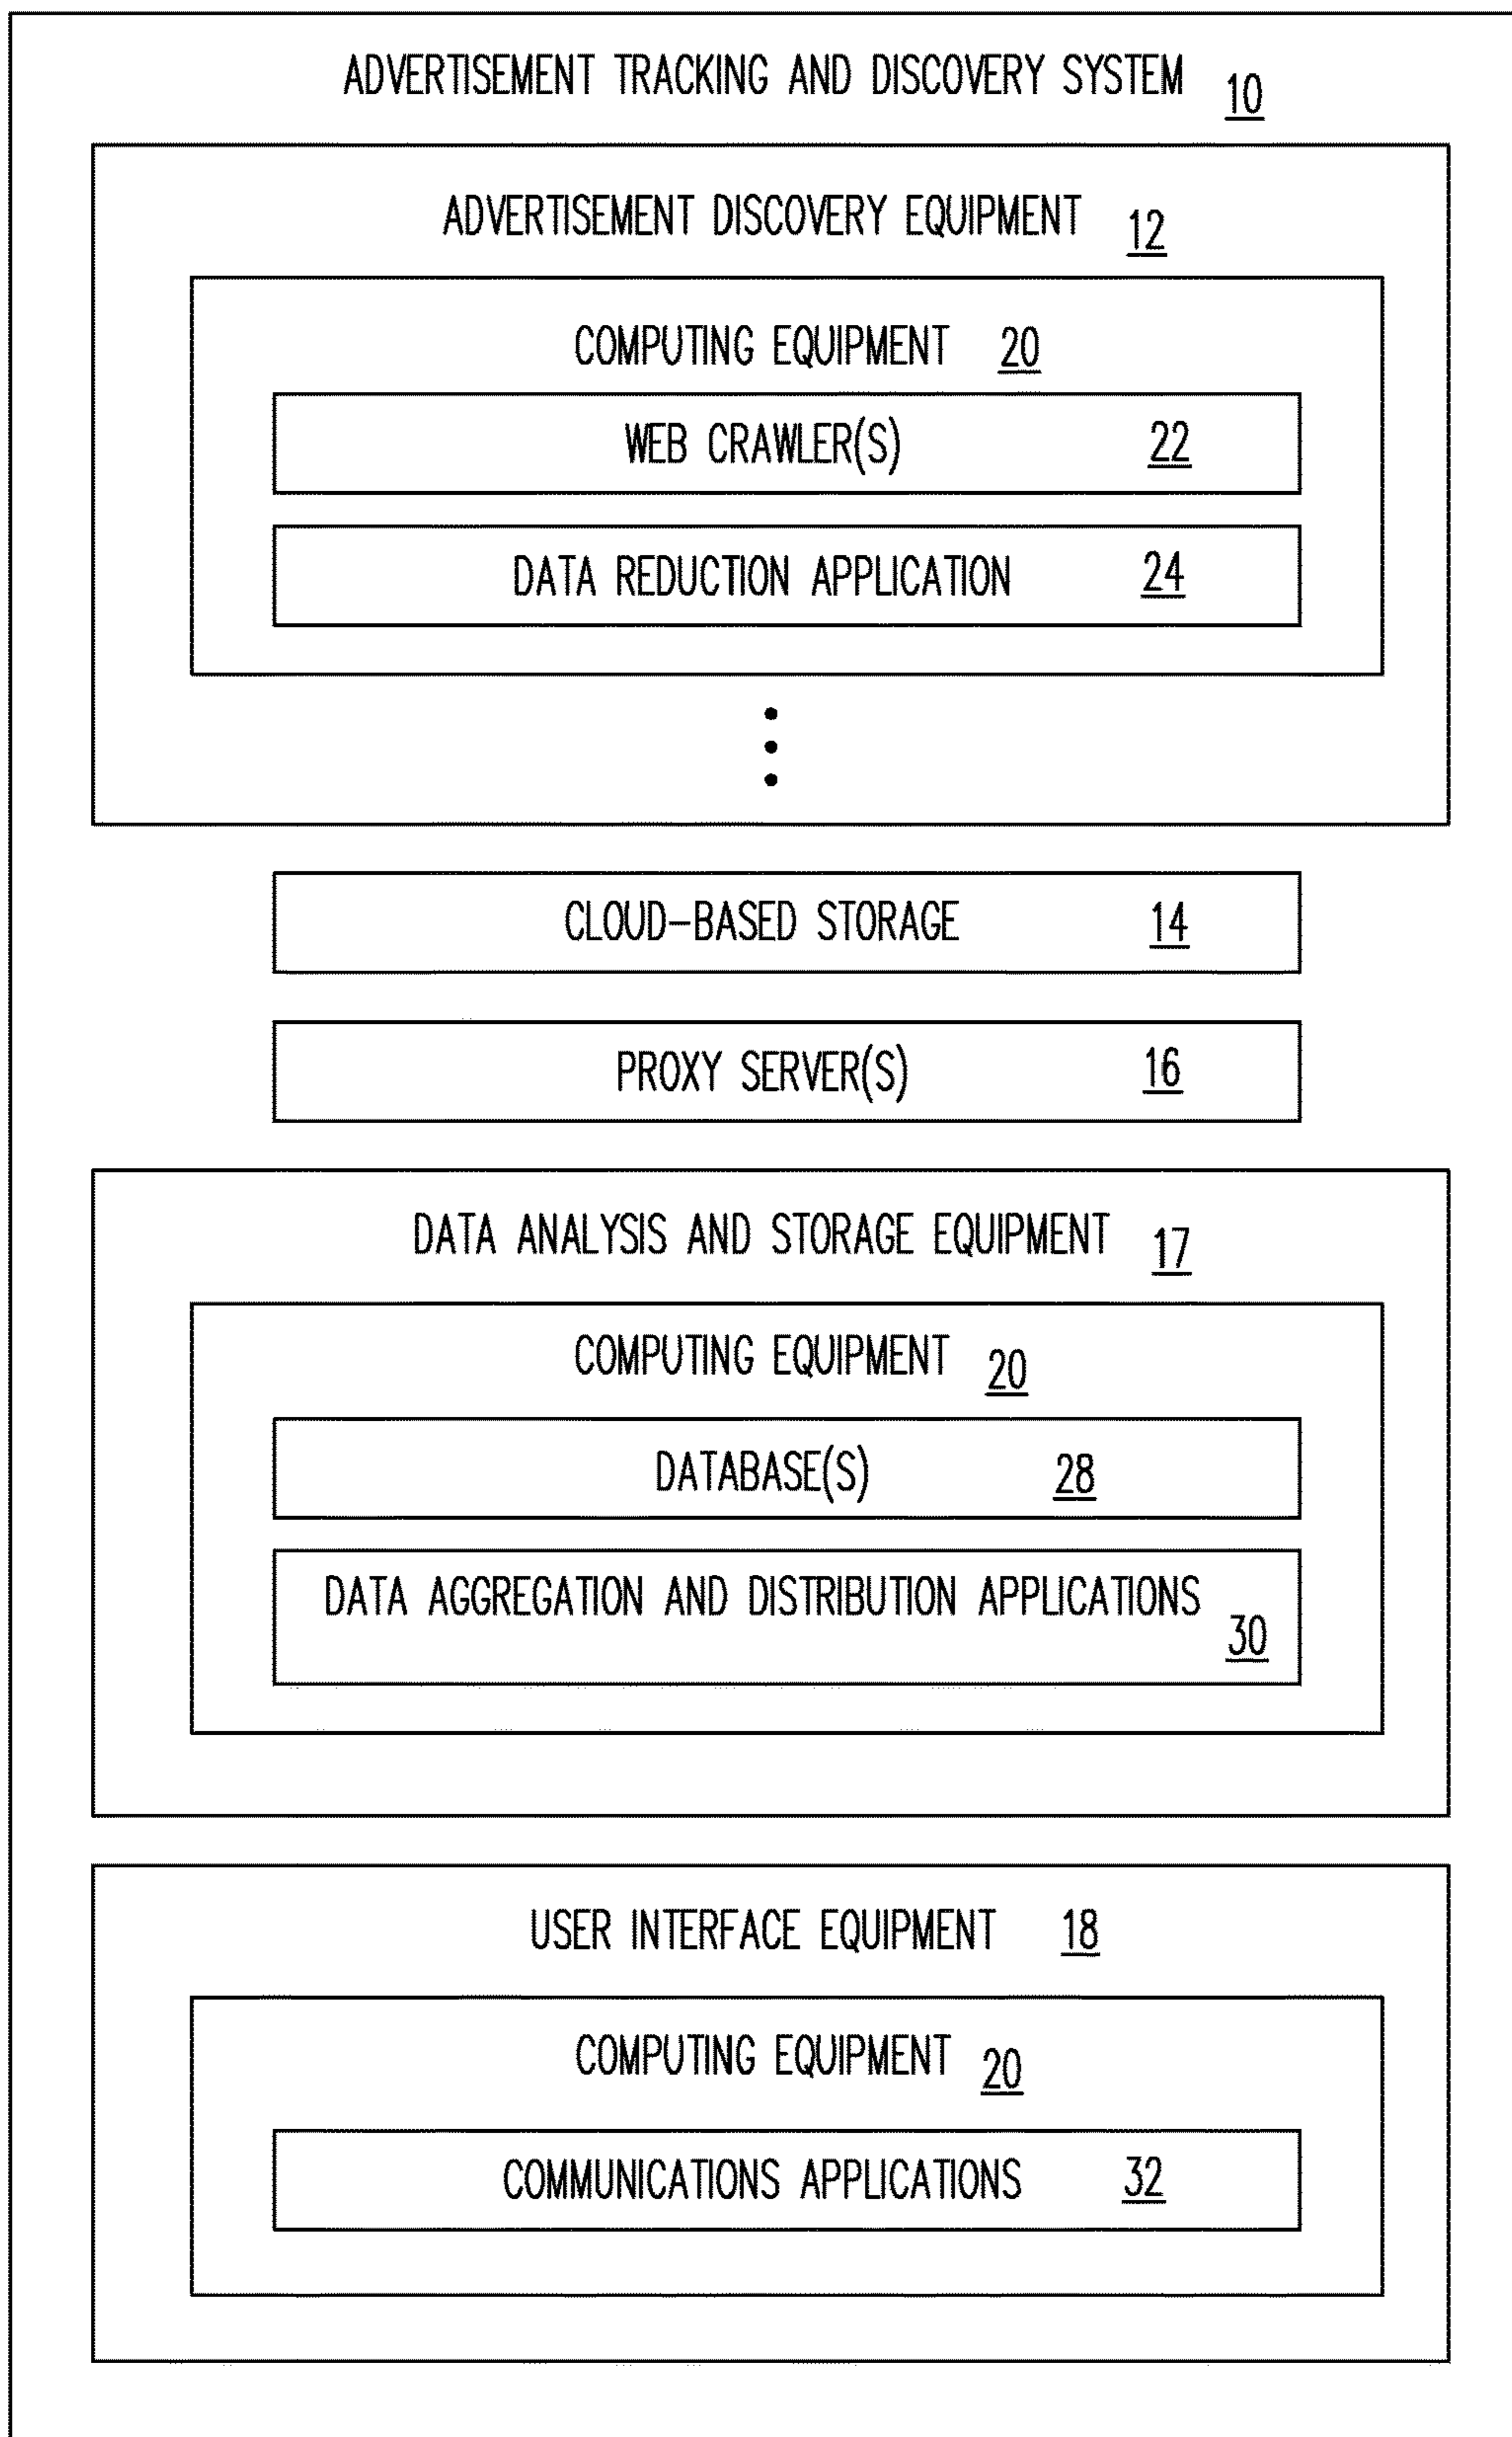 ADVERTISEMENT TRACKING AND DISCOVERY SYSTEM 10
ADVERTISEMENT DISCOVERY EQUIPMENT 12
COMPUTING EQUIPMENT 20
WEB CRAWLER(S) 22
DATA REDUCTION APPLICATION 24
CLOUD-BASED STORAGE 14
PROXY SERVER(S) 16
DATA ANALYSIS AND STORAGE EQUIPMENT 17
COMPUTING EQUIPMENT 20
DATABASE(S) 28
DATA AGGREGATION AND DISTRIBUTION APPLICATIONS 30
USER INTERFACE EQUIPMENT 18
COMPUTING EQUIPMENT 20
COMMUNICATIONS APPLICATIONS 32